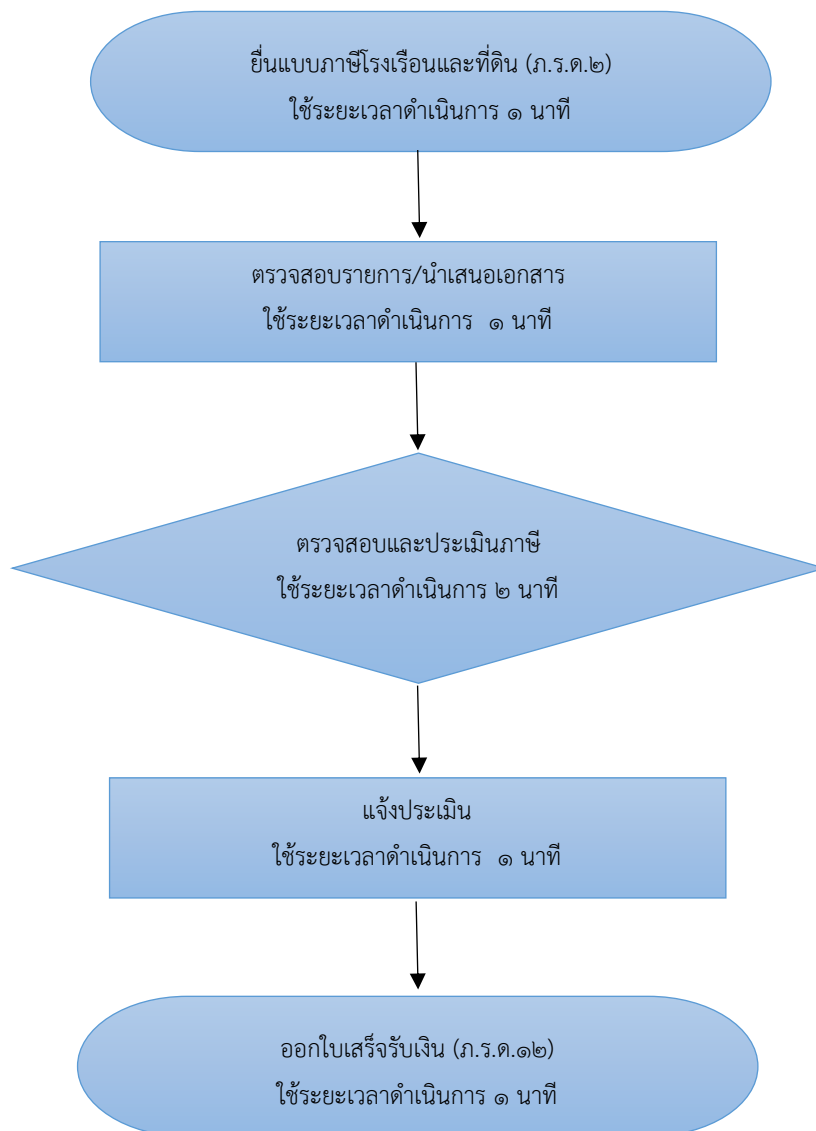 ยื่นแบบภาษีโรงเรือนและที่ดิน (ภ.ร.ด.๒)
ใช้ระยะเวลาดำเนินการ ๑ นาที
ตรวจสอบรายการ/นำเสนอเอกสาร
ใช้ระยะเวลาดำเนินการ ๑ นาที
ตรวจสอบและประเมินภาษี
ใช้ระยะเวลาดำเนินการ ๒ นาที
แจ้งประเมิน
ใช้ระยะเวลาดำเนินการ ๑ นาที
ออกใบเสร็จรับเงิน (ภ.ร.ด.๑๒)
ใช้ระยะเวลาดำเนินการ ๑ นาที